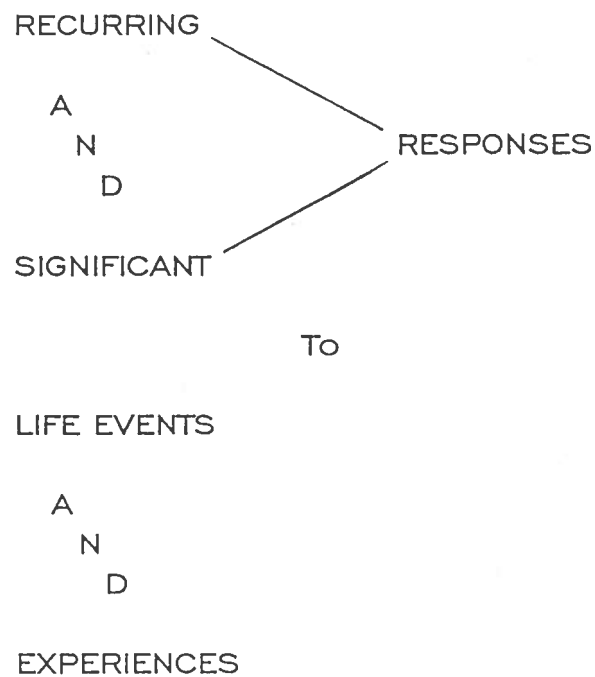 RECURRING
A
N
RESPONSES
D
SIGNIFICANT
To
LIFE EVENTS
A
N
D
EXPERIENCES